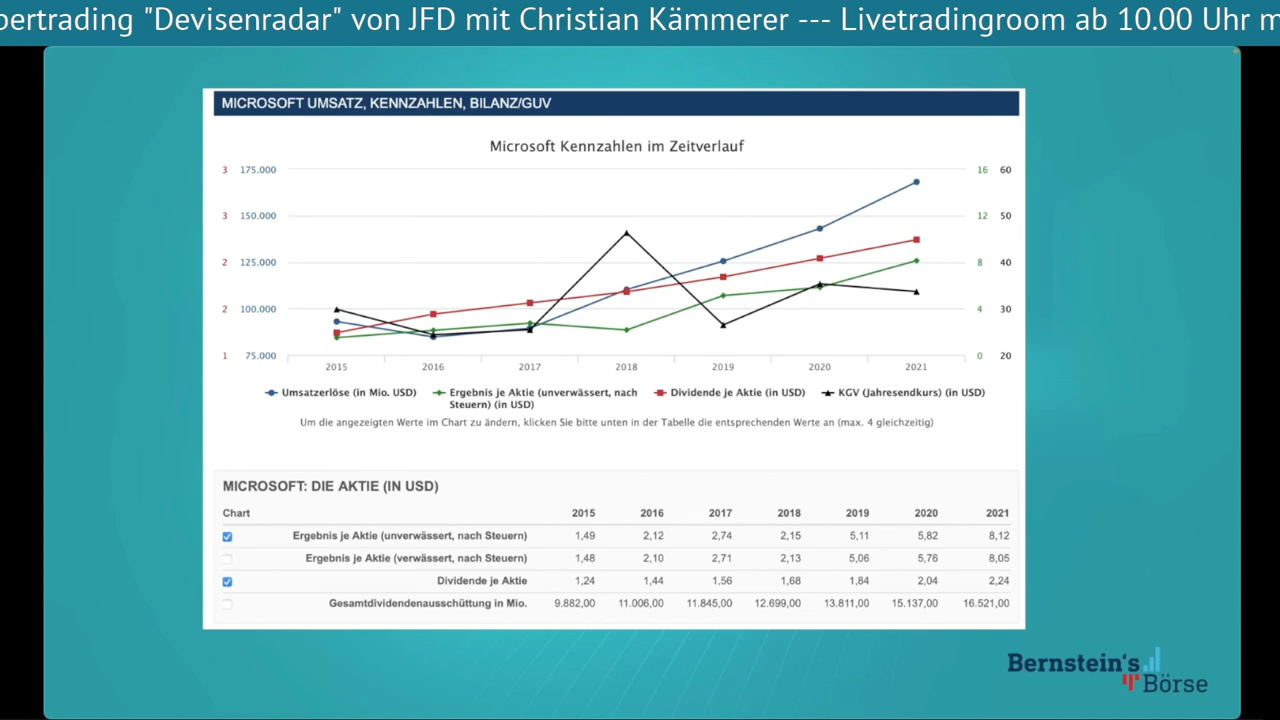 pertrading "Devisenradar" von JFD mit Christian Kämmerer --- Livetradingroom ab 10.00 Uhr m
MICROSOFT UMSATZ, KENNZAHLEN, BILANZ/GUV
Microsoft Kennzahlen im Zeitverlauf
3 175.000 16 60
3 150.000 12 50
2 125.000 8 40
2 100.000 4 30
1 75.000 0 20
2015 2016 2017 2018 2019 2020 2021
Umsatzerlöse (in Mio. USD) Ergebnis je Aktie (unverwässert, nach Dividende je Aktie (in USD) KGV (Jahresendkurs) (in USD)
Steuern) (in USD)
Um die angezeigten Werte im Chart zu ändern, klicken Sie bitte unten in der Tabelle die entsprechenden Werte an (max. 4 gleichzeitig)
MICROSOFT: DIE AKTIE (IN USD)
Chart 2015 2016 2017 2018 2019 2020 2021
Ergebnis je Aktie (unverwässert, nach Steuern) 1,49 2,12 2,74 2,15 5,11 5,82 8,12
Ergebnis je Aktie (verwässert, nach Steuern) 1,48 2,10 2,71 2,13 5,06 5,76 8,05
Dividende je Aktie 1,24 1,44 1,56 1,68 1,84 2,04 2,24
Gesamtdividendenausschüttung in Mio. 9.882,00 11.006,00 11.845,00 12.699,00 13.811,00 15.137,00 16.521,00
Bernstein's
Börse